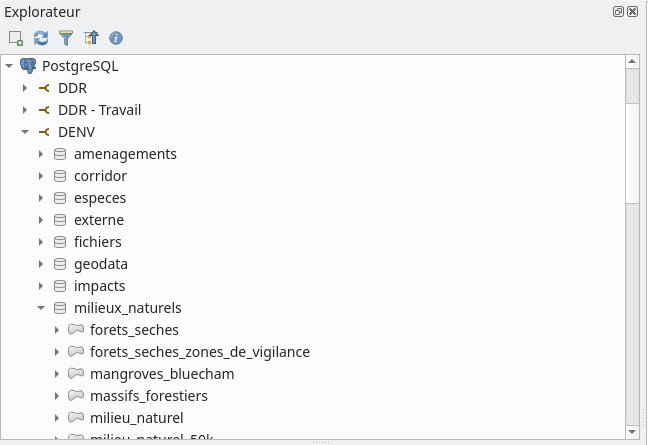 Explorateur
PostgreSQL
DDR
DDR - Travail
DENV
amenagements
corridor
especes
externe
fichiers
geodata
impacts
milieux_naturels
forets_seches
forets_seches_zones_de_vigilance
mangroves_bluecham
massifs_forestiers
milieu_naturel
milieu_naturel_50k